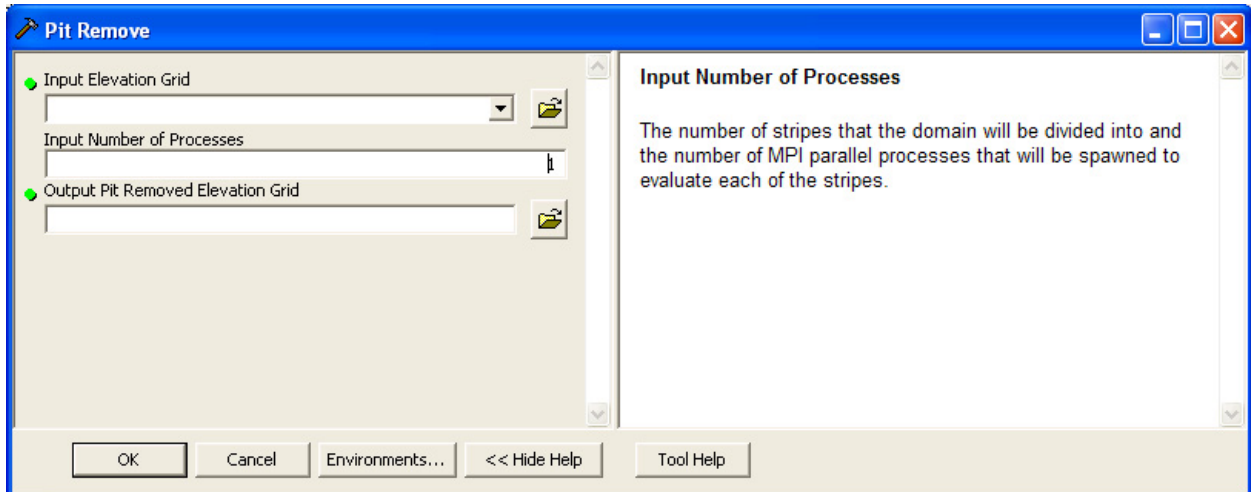 Pit Remove
Input Elevation Grid
Input Number of Processes
1
Output Pit Removed Elevation Grid
Input Number of Processes
The number of stripes that the domain will be divided into and
the number of MPI parallel processes that will be spawned to
evaluate each of the stripes.
OK
Cancel
Environments...
<< Hide Help
Tool Help